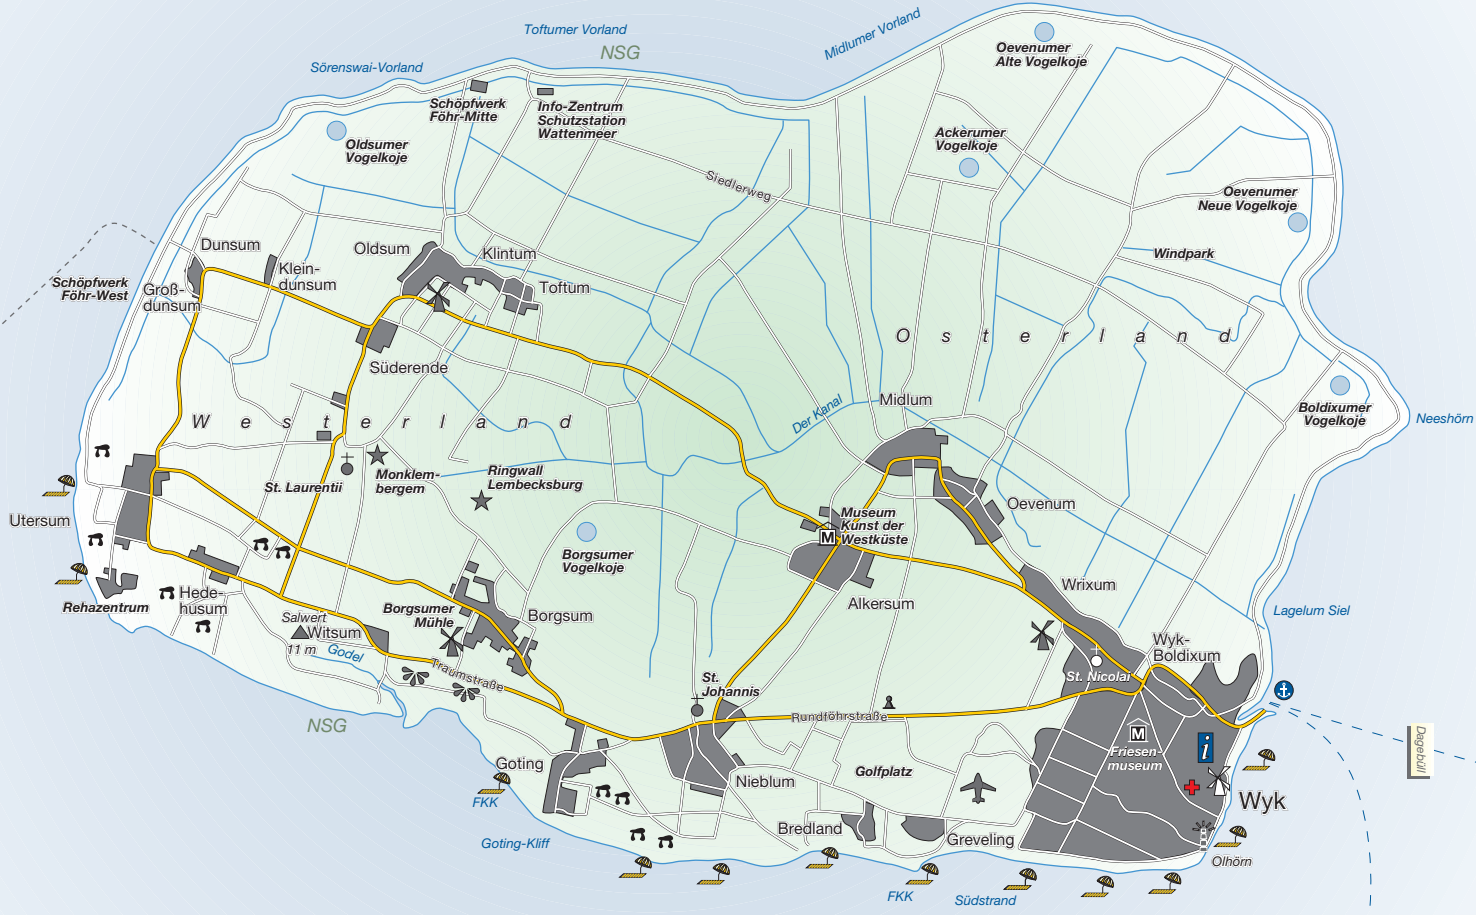 Toftumer Vorland
NSG
Midlumer Vorland
Sörenswai-Vorland
Oevenumer
Alte Vogelkoje
Schöpfwerk
Föhr-Mitte
Info-Zentrum
Schutzstation
Wattenmeer
Oldsumer
Vogelkoje
Ackerumer
Vogelkoje
Siedlerweg
Oevenumer
Neue Vogelkoje
Dunsum
Oldsum
Klintum
Windpark
Klein-
dunsum
Schöpfwerk
Föhr-West
Groß-
dunsum
Toftum
Osterland
Süderende
Midlum
Der Kanal
Westerland
Boldixumer
Vogelkoje
Neeshörn
Monklem-
bergem
Ringwall
Lembecksburg
St. Laurentii
Utersum
Museum
Kunst der
Westküste
M
Oevenum
Borgsumer
Vogelkoje
Rehazentrum
Hede-
husum
Borgsumer
Mühle
Borgsum
Alkersum
Wrixum
Lagelum Siel
Salwert
11 m
Witsum
Godel
Wyk-
Boldixum
St. Nicolai
Traumstraße
St.
Johannis
Rundföhrstraße
NSG
M
Friesen-
museum
i
Dagebüll
Goting
Nieblum
Golfplatz
FKK
Wyk
Bredland
Greveling
Goting-Kliff
Olhörn
FKK
Südstrand